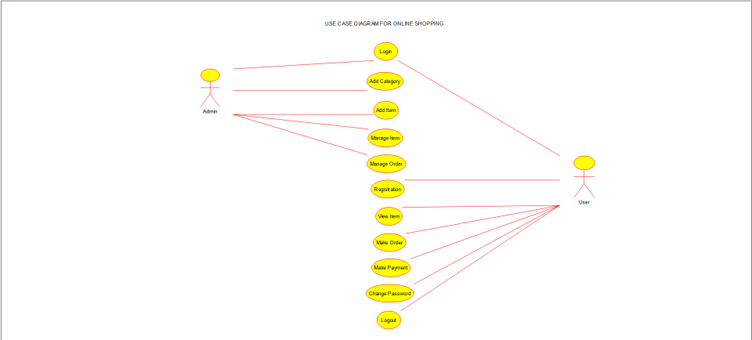 USE CASE DIAGRAM FOR ONLINE SHOPPING
Login
Add Category
Admin
Add Item
Manage Item
Manage Order
Registration
User
View Item
Make Order
Make Payment
Change Password
Logout